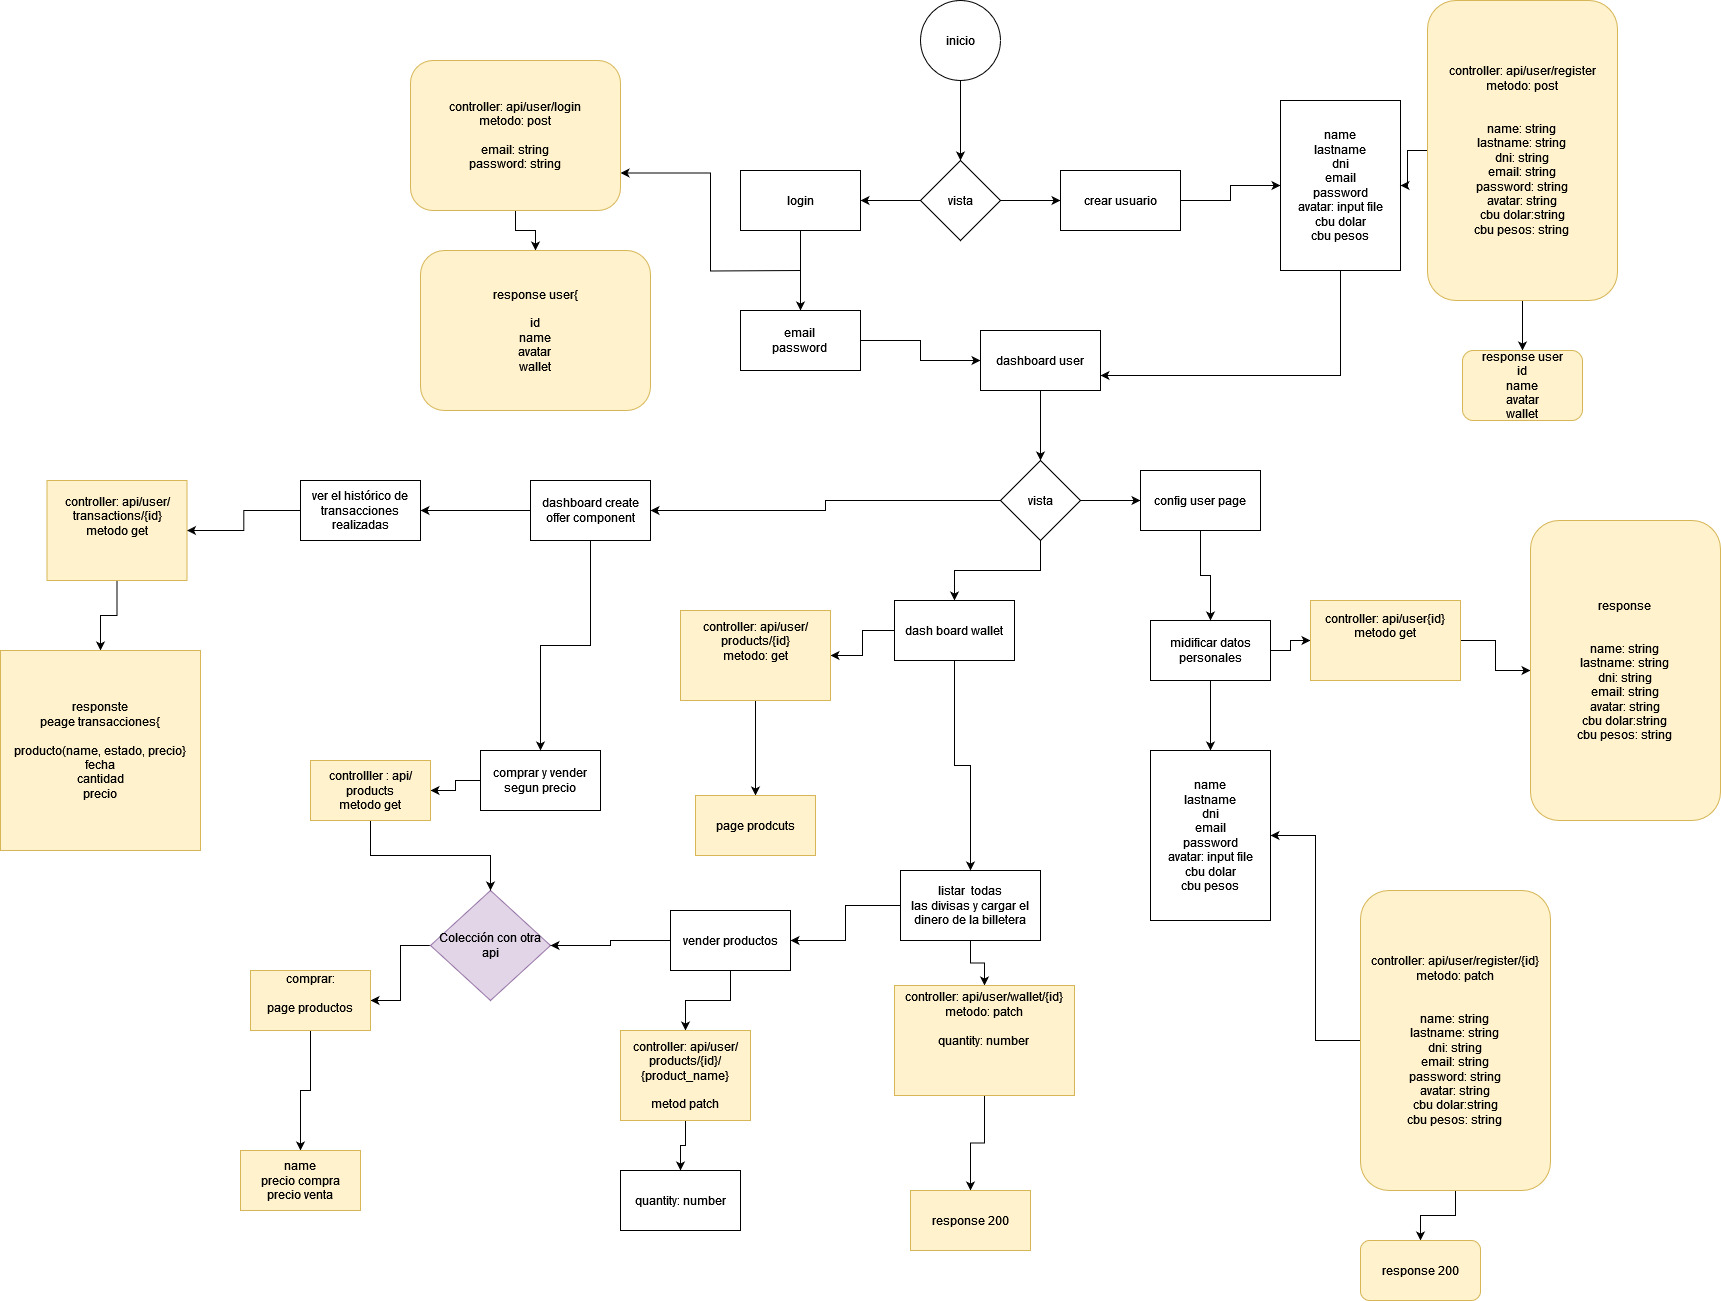 inicio
controller: api/user/login
metodo: post
email: string
password: string
login
vista
crear usuario
name
lastname
dni
email
password
avatar: input file
cbu dolar
cbu pesos
controller: api/user/register
metodo: post
name: string
lastname: string
dni: string
email: string
password: string
avatar: string
cbu dolar:string
cbu pesos: string
response user{
id
name
avatar
wallet
email
password
dashboard user
response user
id
name
avatar
wallet
controller: api/user/
transactions/{id}
metodo get
ver el histórico de
transacciones
realizadas
dashboard create
offer component
vista
config user page
responste
peage transacciones{
producto(name, estado, precio}
fecha
cantidad
precio
controller: api/user/
products/{id}
metodo: get
dash board wallet
midificar datos
personales
controller: api/user{id}
metodo get
response
name: string
lastname: string
dni: string
email: string
avatar: string
cbu dolar:string
cbu pesos: string
controlller : api/
products
metodo get
comprar y vender
segun precio
page prodcuts
name
lastname
dni
email
password
avatar: input file
cbu dolar
cbu pesos
Colección con otra
api
vender productos
listar  todas
las divisas y cargar el
dinero de la billetera
comprar:
page productos
controller: api/user/
products/{id}/
{product_name}
metod patch
controller: api/user/wallet/{id}
metodo: patch
quantity: number
controller: api/user/register/{id}
metodo: patch
name: string
lastname: string
dni: string
email: string
password: string
avatar: string
cbu dolar:string
cbu pesos: string
name
precio compra
precio venta
quantity: number
response 200
response 200